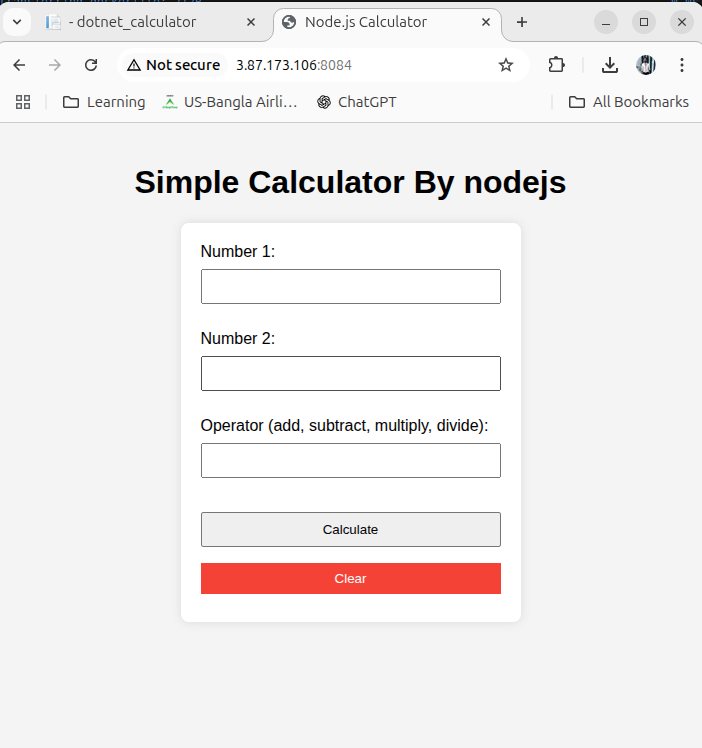 - dotnet_calculator
Node.js Calculator
Not secure 3.87.173.106:8084
Learning US-Bangla Airli... ChatGPT All Bookmarks
Simple Calculator By nodejs
Number 1:
Number 2:
Operator (add, subtract, multiply, divide):
Calculate
Clear